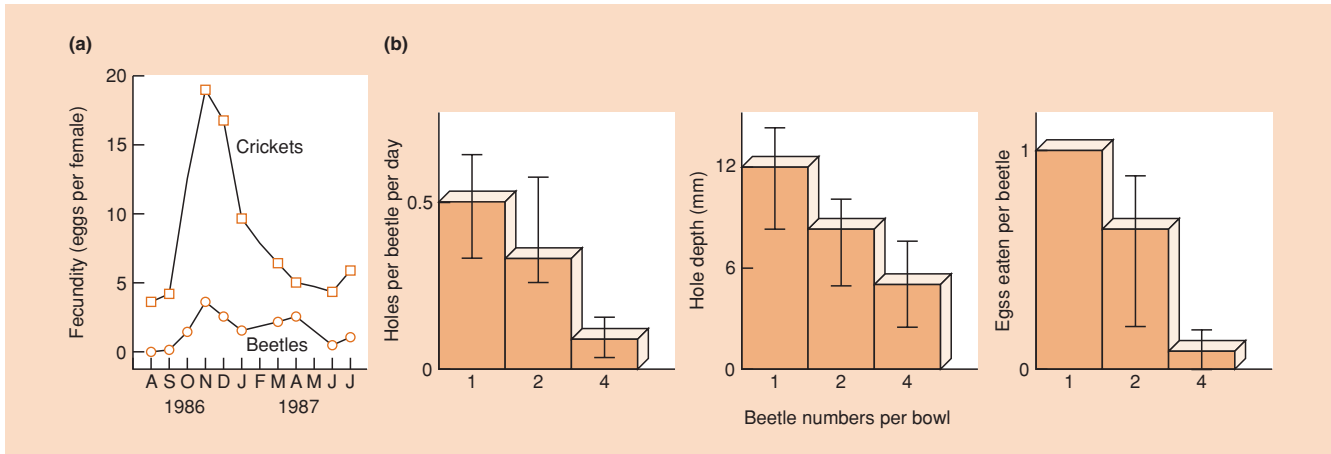 (a)
Fecundity (eggs per female)
20
15
10
5
0
Crickets
Beetles
A S O N D J F M A M J J
1986 1987
(b)
Holes per beetle per day
0.5
0
1 2 4
Hole depth (mm)
12
6
0
1 2 4
Egss eaten per beetle
1
0
1 2 4
Beetle numbers per bowl